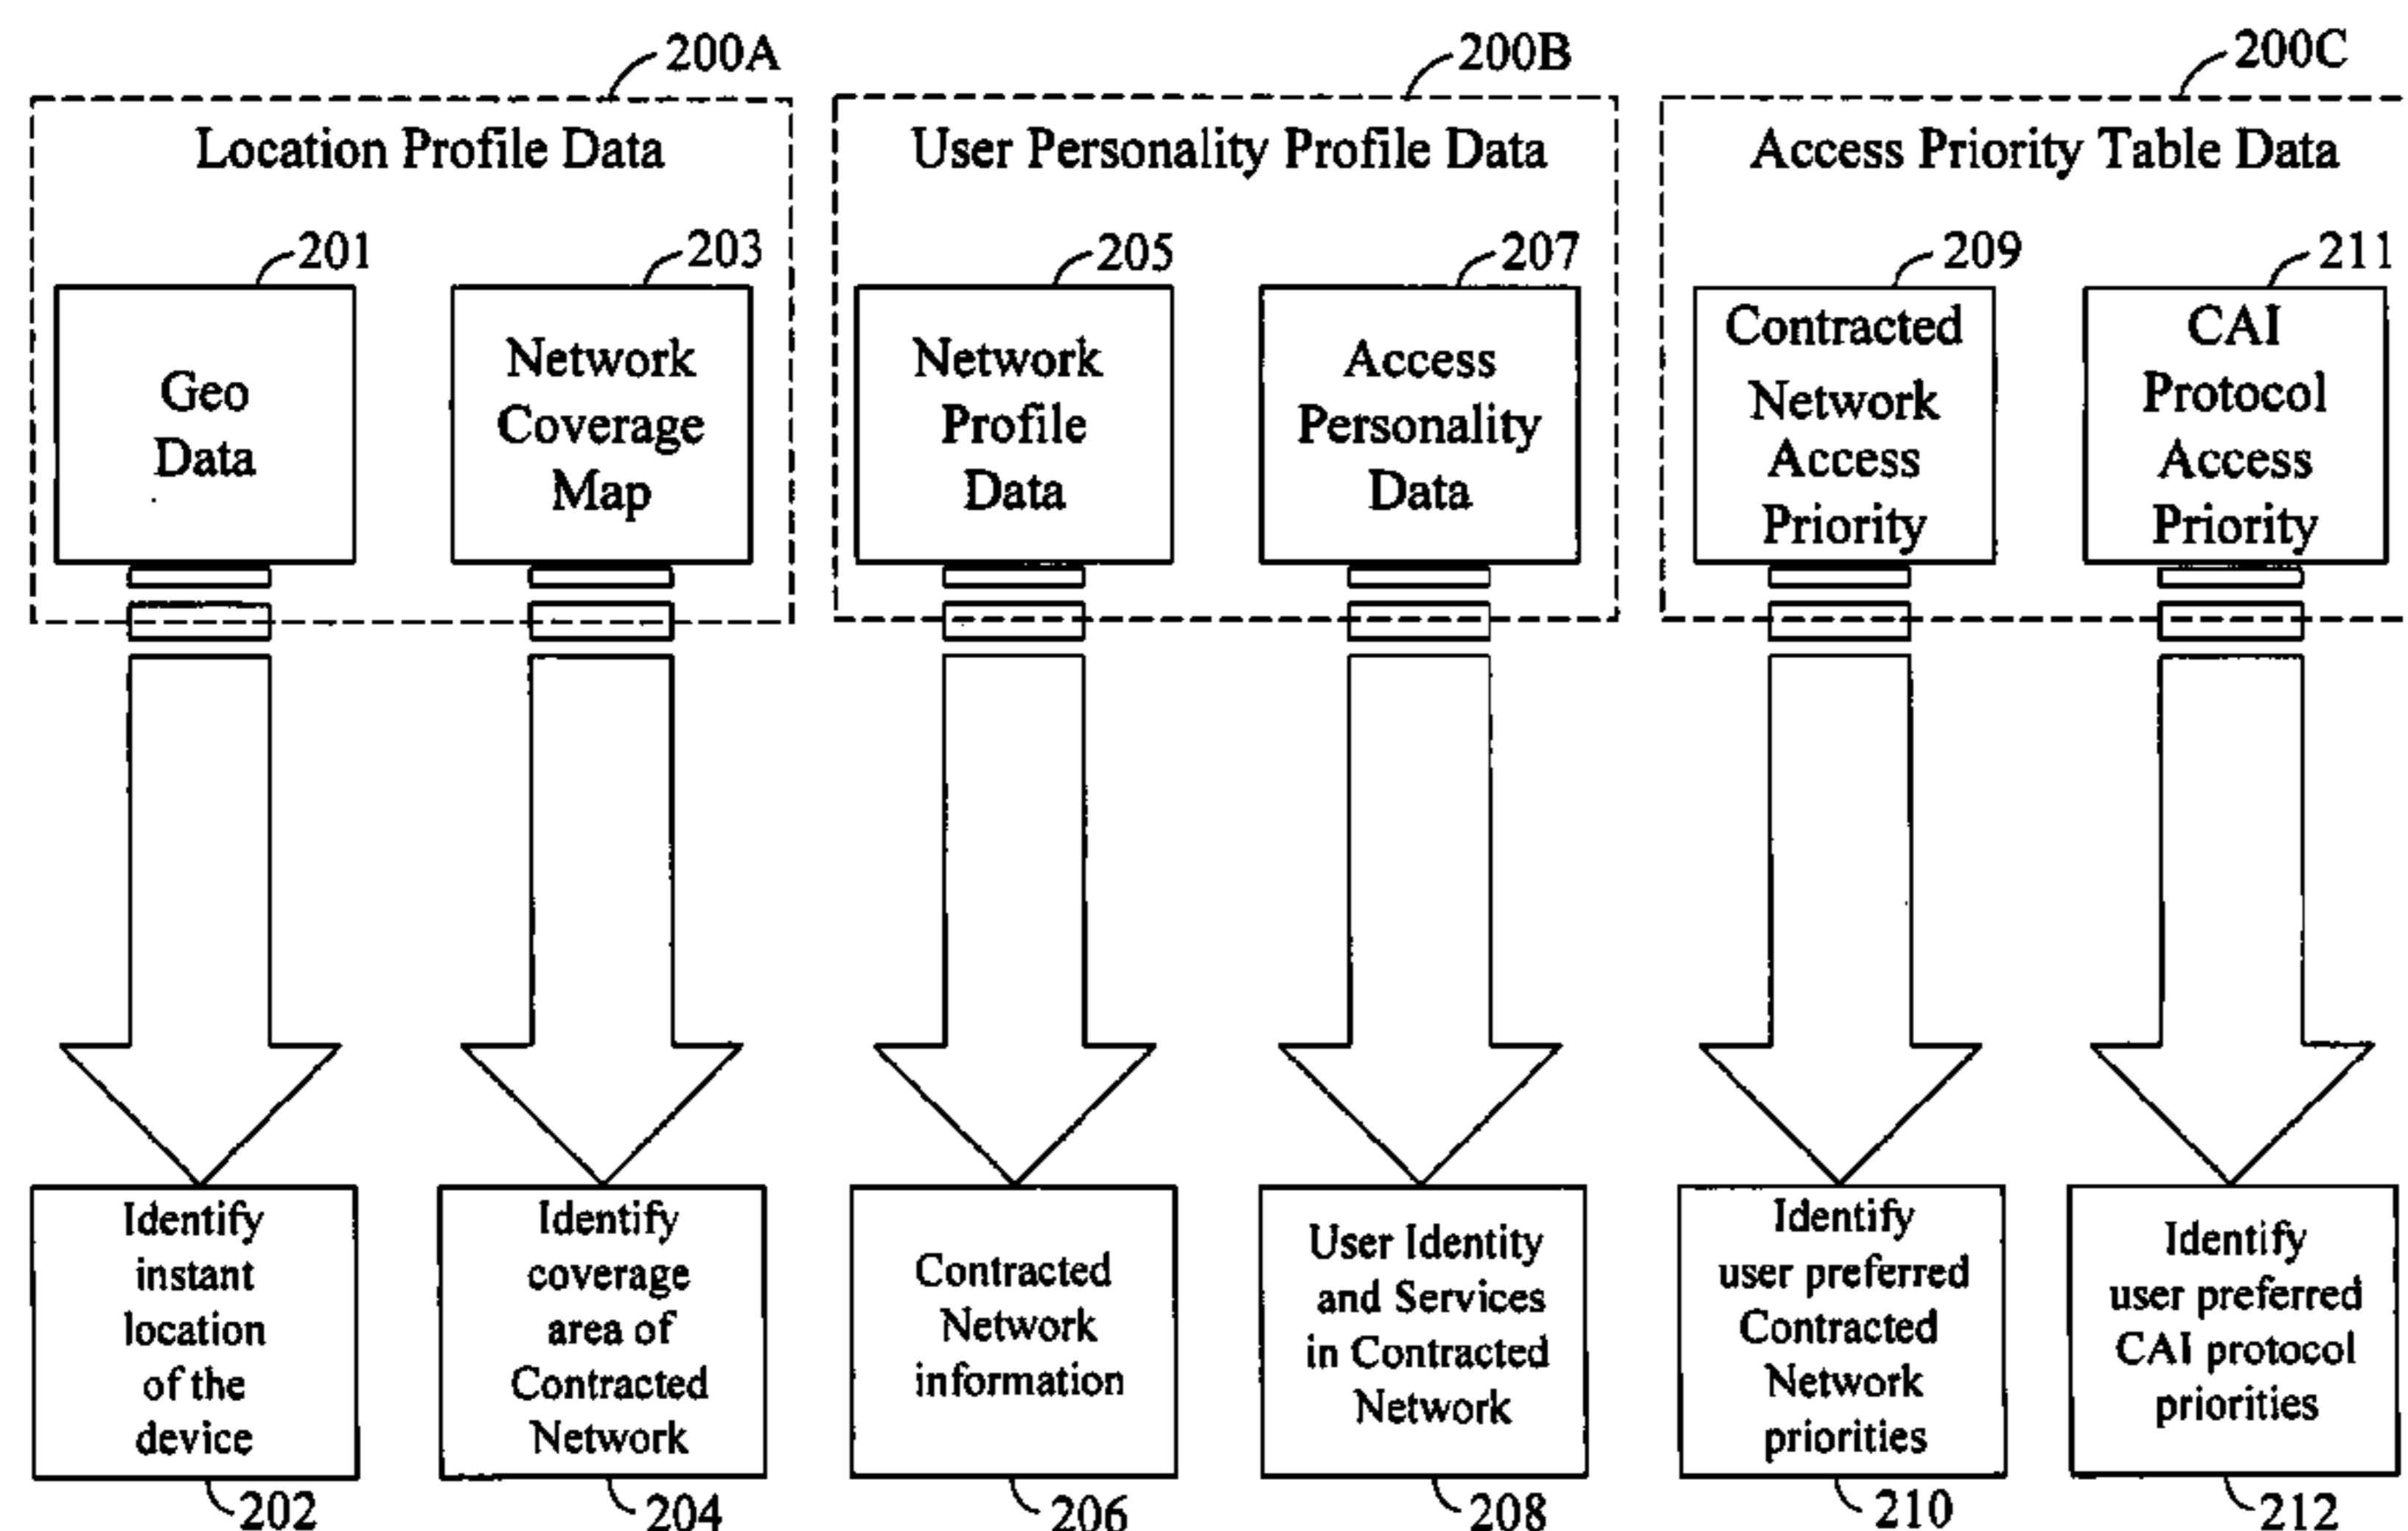 200A
200B
200C
Location Profile Data
User Personality Profile Data
Access Priority Table Data
201
203
205
207
209
211
Geo
Data
Network
Coverage
Map
Network
Profile
Data
Access
Personality
Data
Contracted
Network
Access
Priority
CAI
Protocol
Access
Priority
Identify
instant
location
of the
device
Identify
coverage
area of
Contracted
Network
Contracted
Network
information
User Identity
and Services
in Contracted
Network
Identify
user preferred
Contracted
Network
priorities
Identify
user preferred
CAI protocol
priorities
202
204
206
208
210
212